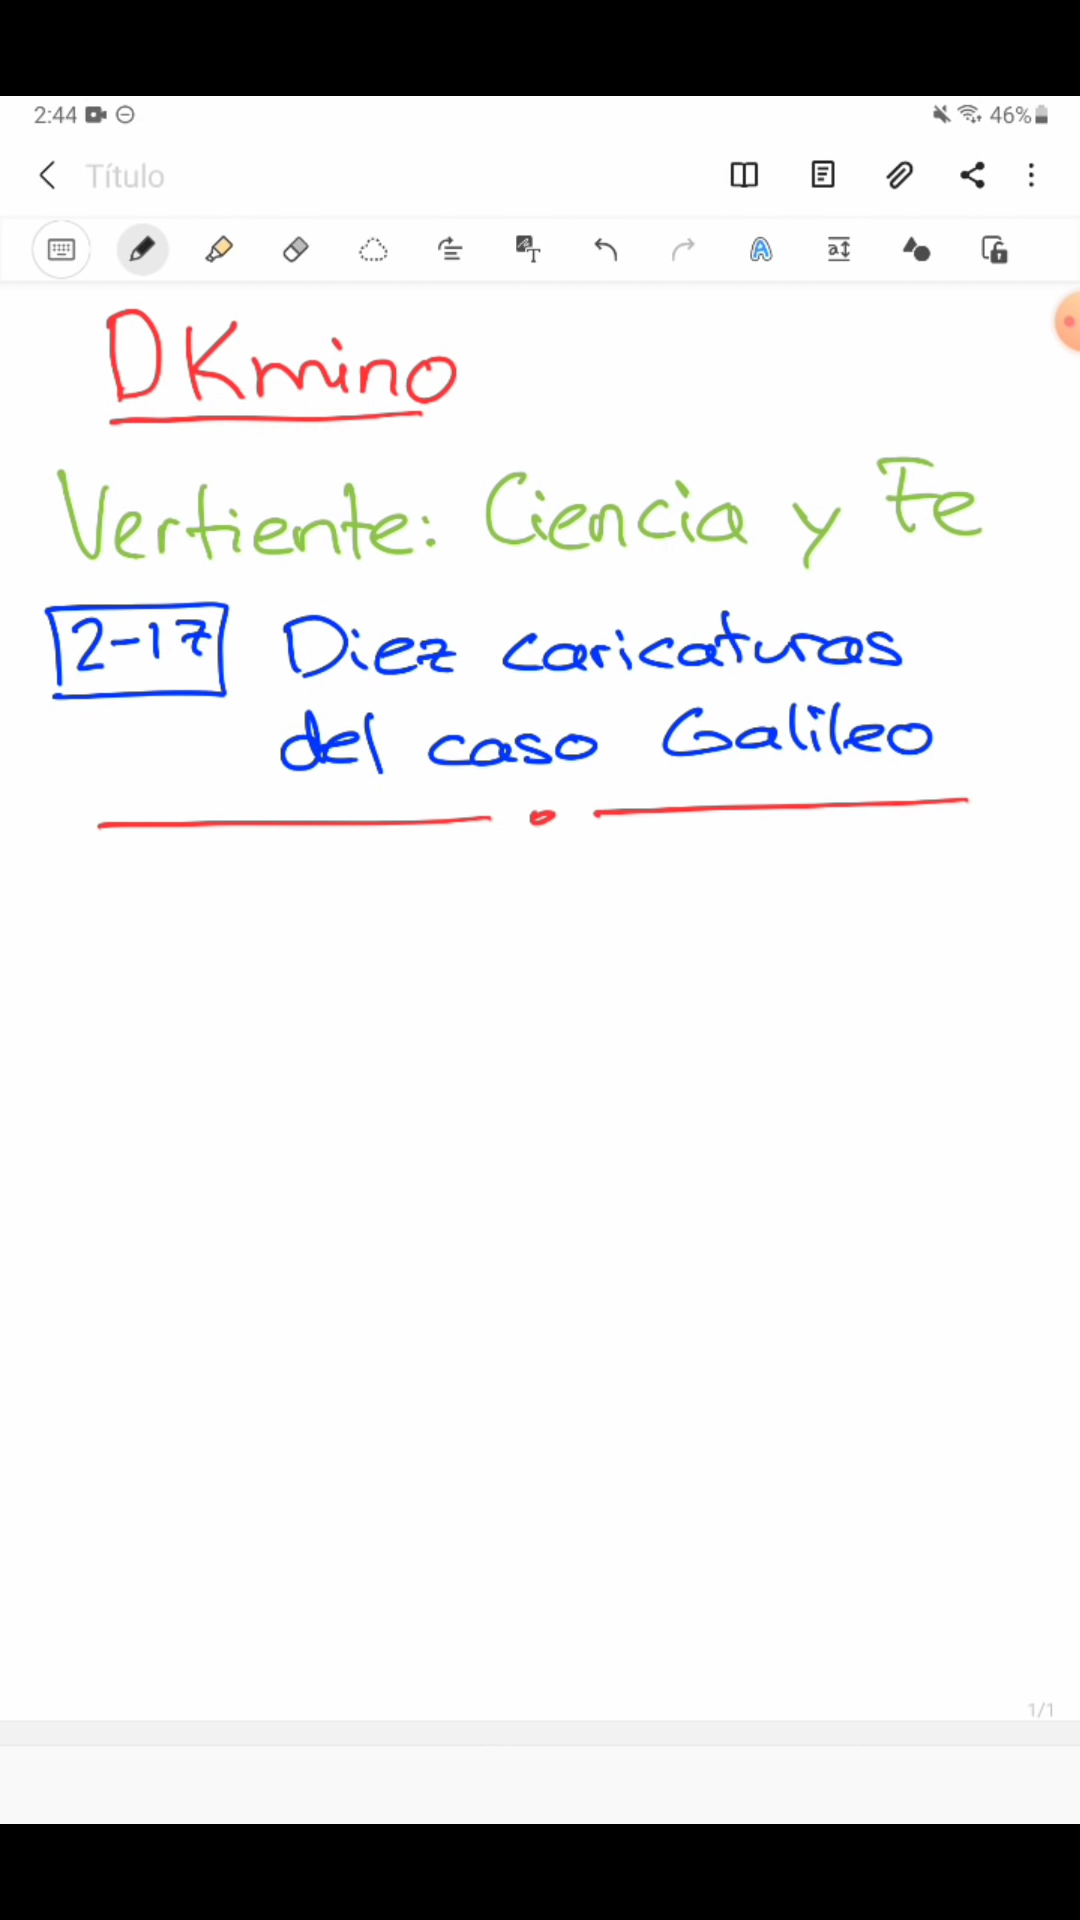 2:44 46%
Título
DKmino
Vertiente: Ciencia y Fe
2-17 Diez caricaturas
del caso Galileo
1/1